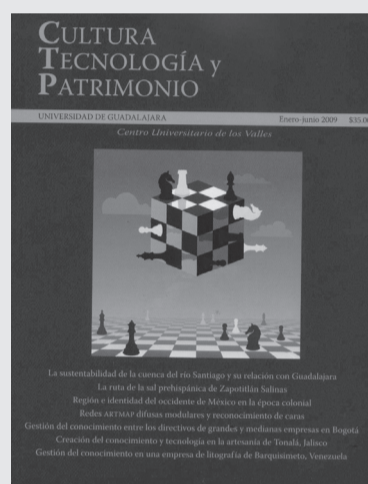 CULTURA
TECNOLOGÍA y
PATRIMONIO
UNIVERSIDAD DE GUADALAJARA Enero-junio 2009 $35.00
Centro Universitario de los Valles
La sustentabilidad de la cuenca del río Santiago y su relación con Guadalajara
La ruta de la sal prehispánica de Zapotitlán Salinas
Región e identidad del occidente de México en la época colonial
Redes ARTMAP difusas modulares y reconocimiento de caras
Gestión del conocimiento entre los directivos de grandes y medianas empresas en Bogotá
Creación del conocimiento y tecnología en la artesanía de Tonalá, Jalisco
Gestión del conocimiento en una empresa de litografía de Barquisimeto, Venezuela